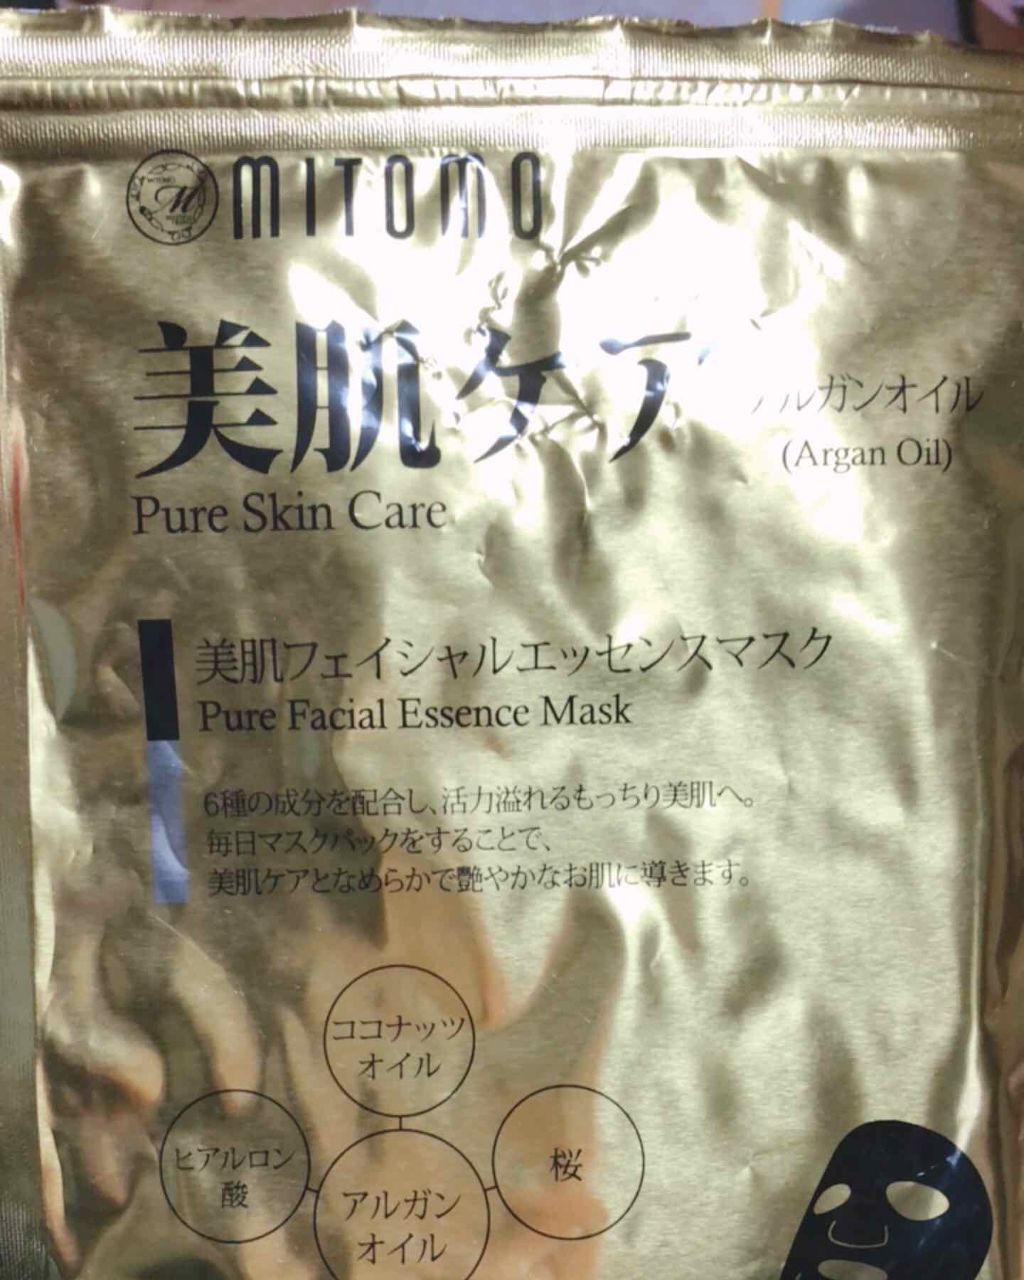 MITOMO
美肌ケア
ルガンオイル
(Argan Oil)
Pure Skin Care
美肌フェイシャルエッセンスマスク
Pure Facial Essence Mask
6種の成分を配合し、活力溢れるもっちり美肌へ。
毎日マスクパックをすることで、
美肌ケアとなめらかで艶やかなお肌に導きます。
ココナッツ
オイル
ヒアルロン
酸
アルガン
オイル
桜